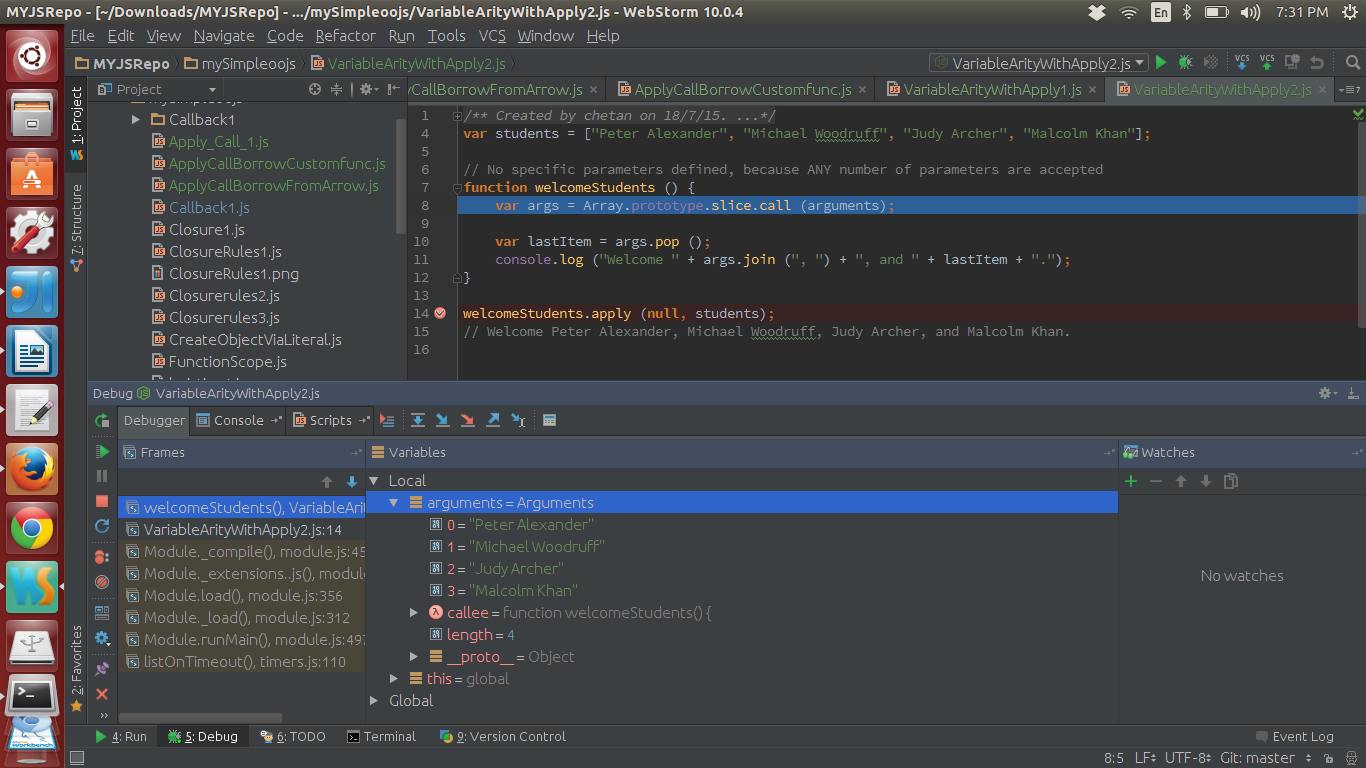 MYJSRepo - [~/Downloads/MYJSRepo] - .../mySimpleoojs/VariableArityWithApply2.js - WebStorm 10.0.4
En
7:31 PM
File Edit View Navigate Code Refactor Run Tools VCS Window Help
MYJSRepo mySimpleoojs VariableArityWithApply2.js
VariableArityWithApply2.js
VCS VCS
1: Project
7: Structure
2: Favorites
Project
Callback1
Apply_Call_1.js
ApplyCallBorrowCustomfunc.js
ApplyCallBorrowFromArrow.js
Callback1.js
Closure1.js
ClosureRules1.js
ClosureRules1.png
Closurerules2.js
Closurerules3.js
CreateObjectViaLiteral.js
FunctionScope.js
yCallBorrowFromArrow.js ApplyCallBorrowCustomfunc.js VariableArityWithApply1.js VariableArityWithApply2.js
1 /** Created by chetan on 18/7/15. ...*/
4 var students = ["Peter Alexander", "Michael Woodruff", "Judy Archer", "Malcolm Khan"];
5
6 // No specific parameters defined, because ANY number of parameters are accepted
7 function welcomeStudents () {
8 var args = Array.prototype.slice.call (arguments);
9
10 var lastItem = args.pop ();
11 console.log ("Welcome " + args.join (", ") + ", and " + lastItem + ".");
12 }
13
14 welcomeStudents.apply (null, students);
15 // Welcome Peter Alexander, Michael Woodruff, Judy Archer, and Malcolm Khan.
16
Debug VariableArityWithApply2.js
Debugger Console Scripts
Frames
welcomeStudents(), VariableArit
VariableArityWithApply2.js:14
Module._compile(), module.js:45
Module._extensions..js(), modul
Module.load(), module.js:356
Module._load(), module.js:312
Module.runMain(), module.js:497
listOnTimeout(), timers.js:110
Variables
Local
arguments = Arguments
0 = "Peter Alexander"
1 = "Michael Woodruff"
2 = "Judy Archer"
3 = "Malcolm Khan"
callee = function welcomeStudents() {
length = 4
__proto__ = Object
this = global
Global
Watches
No watches
4: Run 5: Debug 6: TODO Terminal 9: Version Control Event Log
8:5 LF UTF-8 Git: master